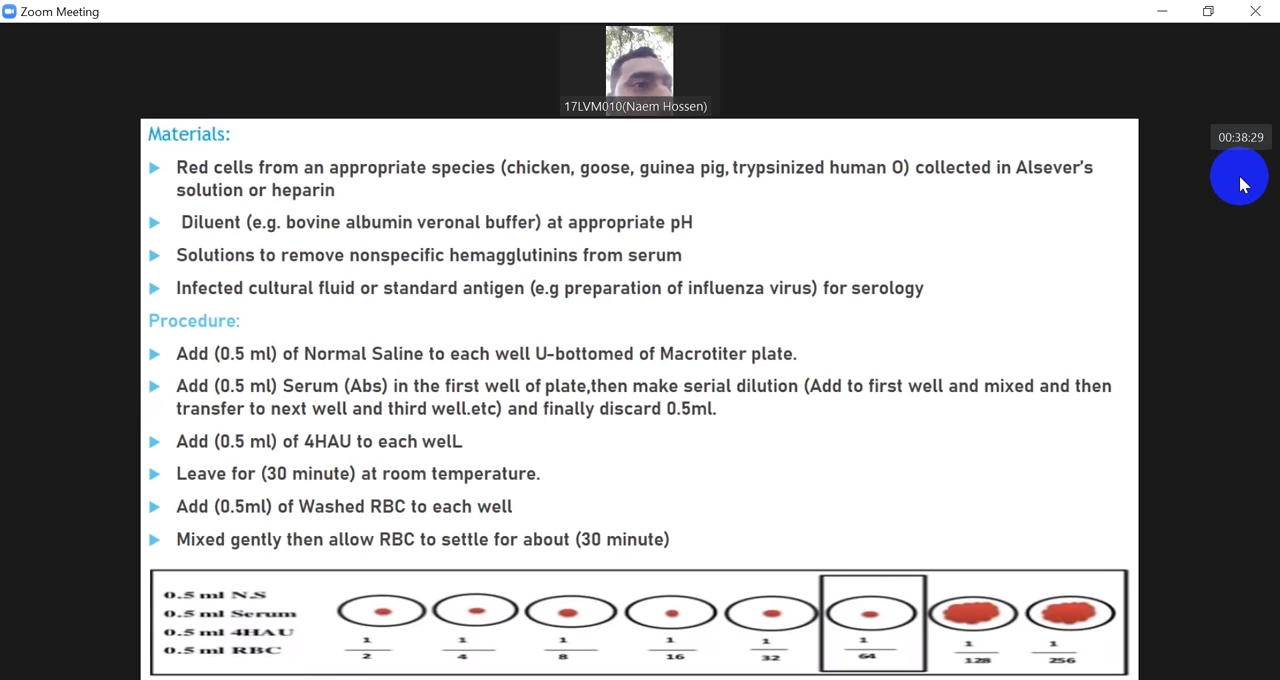 Zoom Meeting
17LVM010(Naem Hossen)
00:38:29
Materials:
Red cells from an appropriate species (chicken, goose, guinea pig, trypsinized human O) collected in Alsever's
solution or heparin
Diluent (e.g. bovine albumin veronal buffer) at appropriate pH
Solutions to remove nonspecific hemagglutinins from serum
Infected cultural fluid or standard antigen (e.g preparation of influenza virus) for serology
Procedure:
Add (0.5 ml) of Normal Saline to each well U-bottomed of Macrotiter plate.
Add (0.5 ml) Serum (Abs) in the first well of plate,then make serial dilution (Add to first well and mixed and then
transfer to next well and third well.etc) and finally discard 0.5ml.
Add (0.5 ml) of 4HAU to each welL
Leave for (30 minute) at room temperature.
Add (0.5ml) of Washed RBC to each well
Mixed gently then allow RBC to settle for about (30 minute)
0.5 ml N.S
0.5 ml Serum
0.5 ml 4HAU
0.5 ml RBC
1 1 1 1 1 1 1 1
2 4 8 16 32 64 128 256